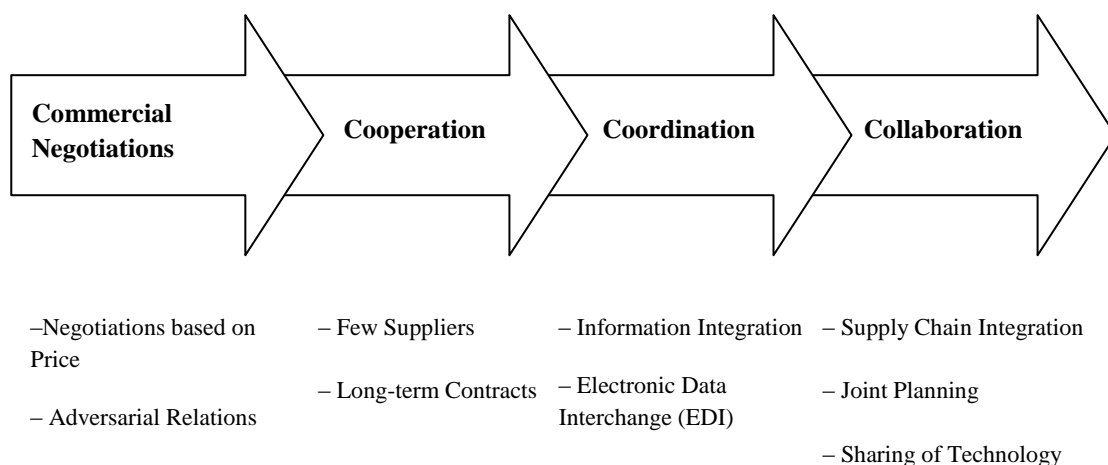 Commercial
Negotiations
Cooperation
Coordination
Collaboration
–Negotiations based on
Price
– Adversarial Relations
– Few Suppliers
– Long-term Contracts
– Information Integration
– Electronic Data
Interchange (EDI)
– Supply Chain Integration
– Joint Planning
– Sharing of Technology